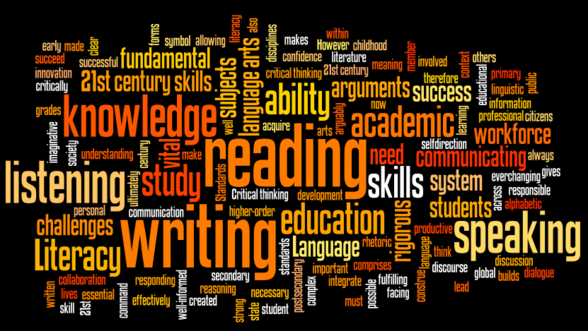 early made clear forms symbol allowing literacy also disciplines makes within
succeed successful fundamental However childhood member involved others
innovation 21st century skills subjects language arts confidence literature meaning context
critically critical thinking 21st century therefore educational primary
grades knowledge we ability arguments success linguistic public
imaginative society vital acquire now arguably academic learning information
understanding century make arts professional citizens
reading selfdirection workforce
listening ultimately study Standards need communicating always
Critical thinking skills system everchanging gives
personal communication development students across responsible
challenges writing higher-order education rigorous alphabetic
Literacy standards Language rhetoric productive speaking
collaboration responding secondary important comprises language think discussion
written lives essential command well-informed reasoning postsecondary complex integrate fulfilling construe discourse global builds dialogue
skill 21st effectively created strong necessary must possible facing lead
state student